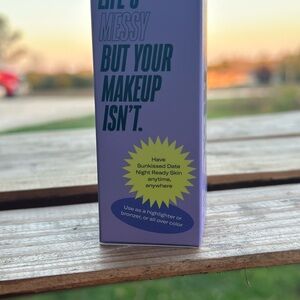 LIFE'S
MESSY
BUT YOUR
MAKEUP
ISN'T.
Have
Sunkissed Date
Night Ready Skin
anytime,
anywhere
Use as a highlighter or
bronzer, or all over color